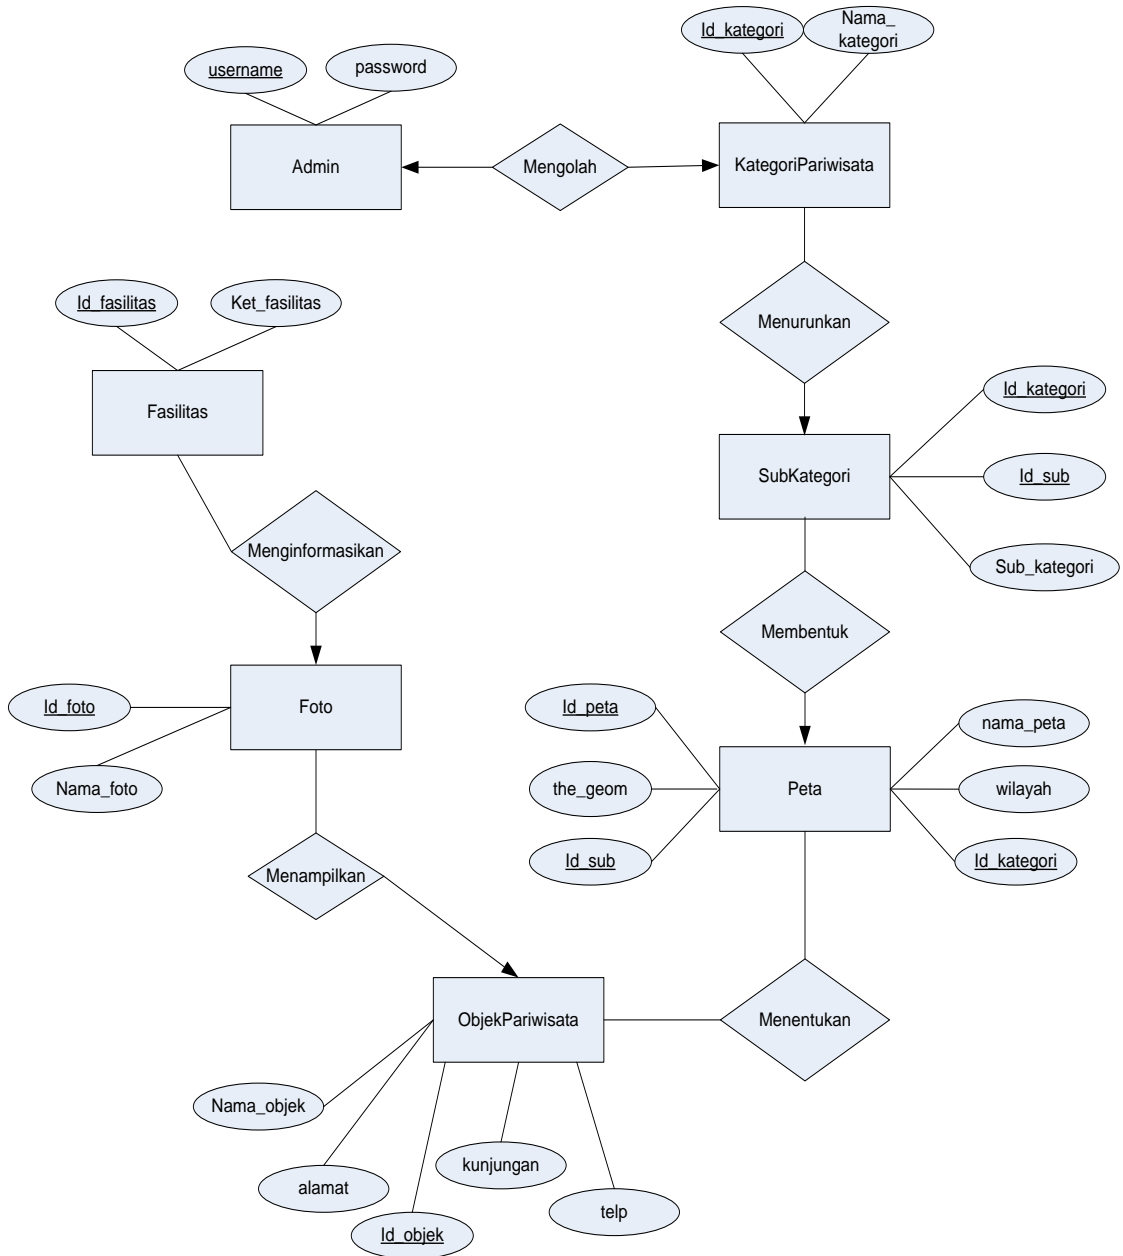 Id_kategori
Nama_
kategori
username
password
Admin
Mengolah
KategoriPariwisata
Id_fasilitas
Ket_fasilitas
Menurunkan
Fasilitas
Id_kategori
SubKategori
Id_sub
Menginformasikan
Sub_kategori
Membentuk
Id_foto
Foto
Id_peta
nama_peta
Nama_foto
the_geom
Peta
wilayah
Id_sub
Id_kategori
Menampilkan
ObjekPariwisata
Menentukan
Nama_objek
kunjungan
alamat
telp
Id_objek